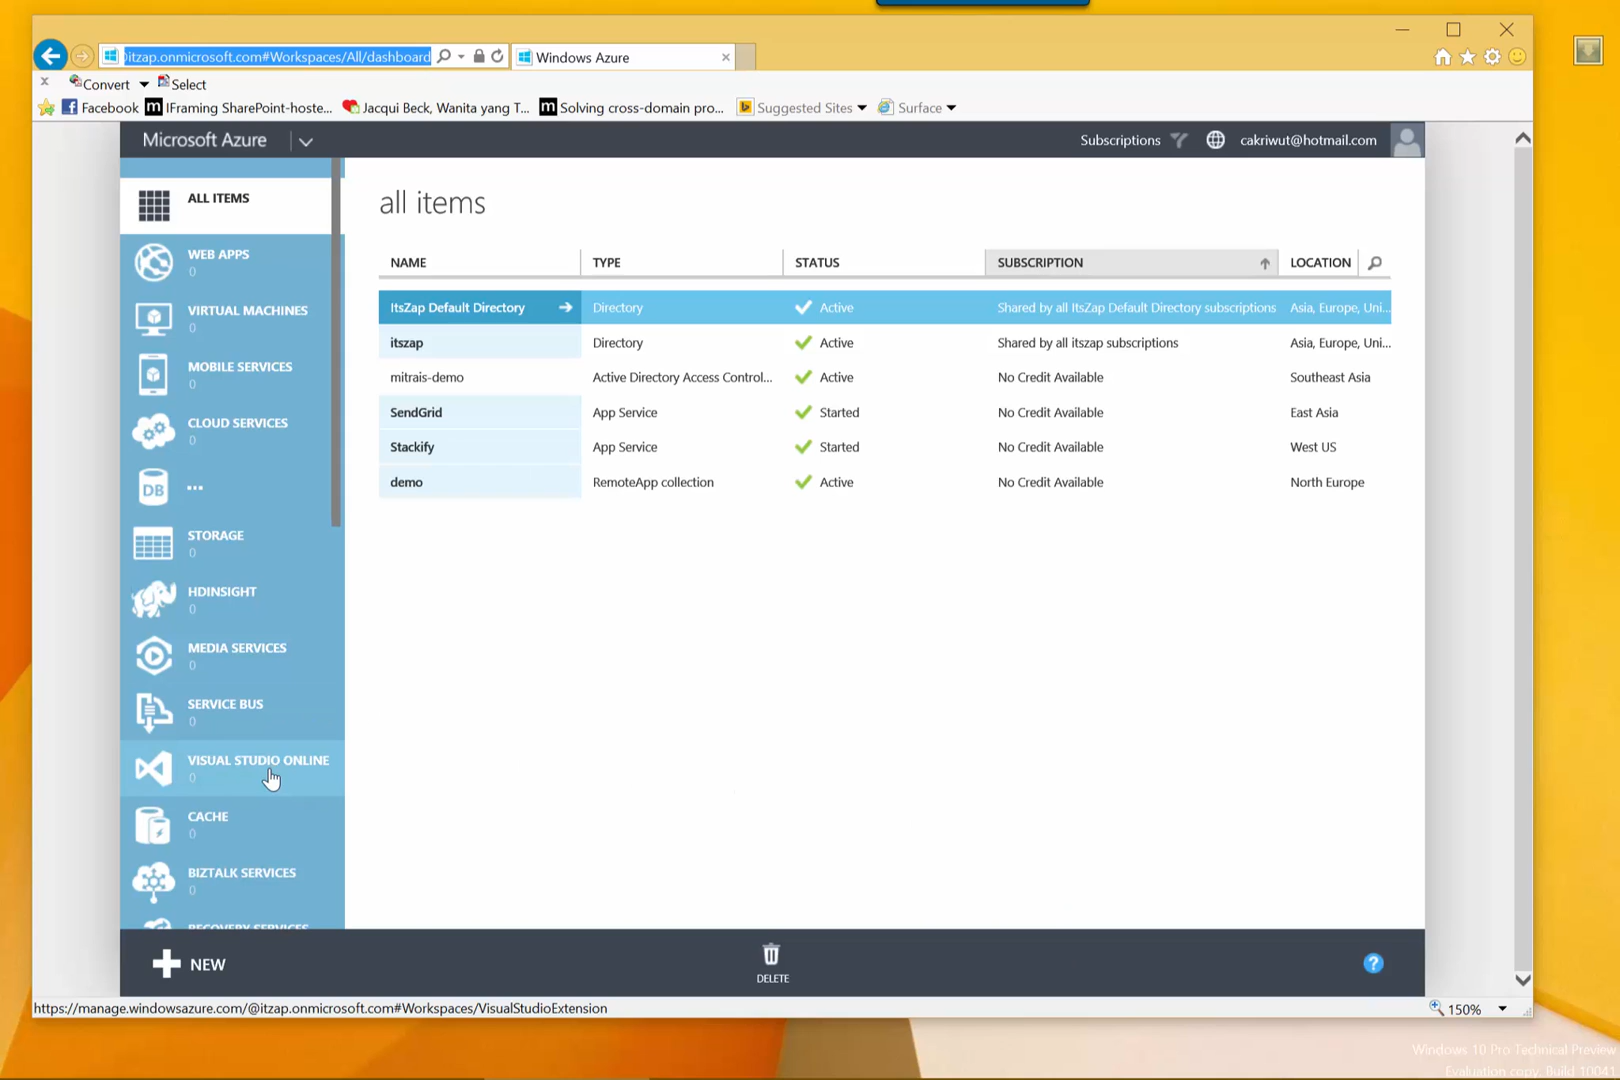 itzap.onmicrosoft.com#Workspaces/All/dashboard
Windows Azure
Convert
Select
Facebook
IFraming SharePoint-hoste...
Jacqui Beck, Wanita yang T...
Solving cross-domain pro...
Suggested Sites
Surface
Microsoft Azure
Subscriptions
cakriwut@hotmail.com
ALL ITEMS
WEB APPS
0
VIRTUAL MACHINES
0
MOBILE SERVICES
0
CLOUD SERVICES
0
DB
...
STORAGE
0
HDINSIGHT
0
MEDIA SERVICES
0
SERVICE BUS
0
VISUAL STUDIO ONLINE
0
CACHE
0
BIZTALK SERVICES
0
RECOVERY SERVICES
all items
NAME TYPE STATUS SUBSCRIPTION LOCATION
ItsZap Default Directory Directory Active Shared by all ItsZap Default Directory subscriptions Asia, Europe, Uni...
itszap Directory Active Shared by all itszap subscriptions Asia, Europe, Uni...
mitrais-demo Active Directory Access Control... Active No Credit Available Southeast Asia
SendGrid App Service Started No Credit Available East Asia
Stackify App Service Started No Credit Available West US
demo RemoteApp collection Active No Credit Available North Europe
NEW
DELETE
?
https://manage.windowsazure.com/@itzap.onmicrosoft.com#Workspaces/VisualStudioExtension
150%
Windows 10 Pro Technical Preview
Evaluation copy. Build 10041